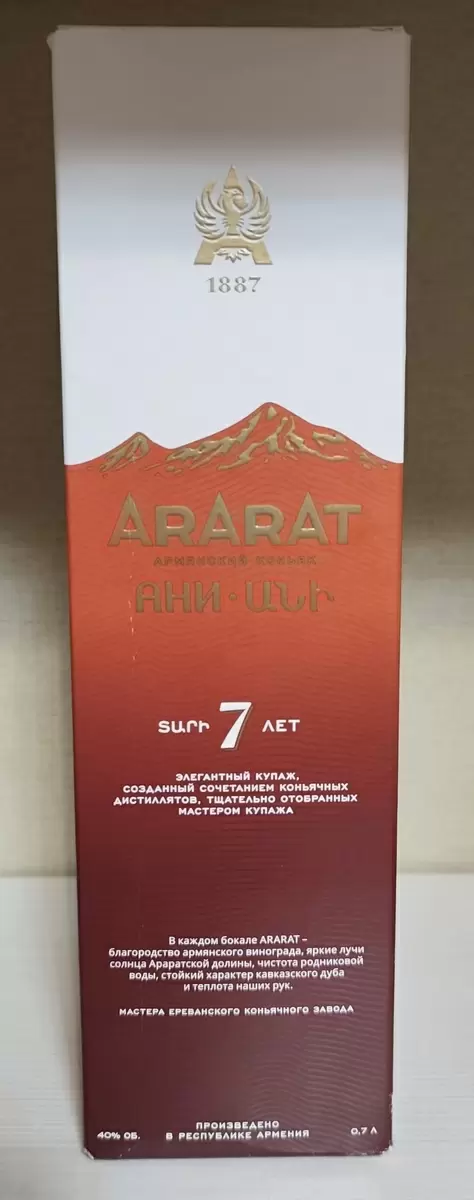 1887
ARARAT
АРМЯНСКИЙ КОНЬЯК
АНИ · ԱՆԻ
ՏԱՐԻ 7 ЛЕТ
ЭЛЕГАНТНЫЙ КУПАЖ,
СОЗДАННЫЙ СОЧЕТАНИЕМ КОНЬЯЧНЫХ
ДИСТИЛЛЯТОВ, ТЩАТЕЛЬНО ОТОБРАННЫХ
МАСТЕРОМ КУПАЖА
В каждом бокале ARARAT –
благородство армянского винограда, яркие лучи
солнца Араратской долины, чистота родниковой
воды, стойкий характер кавказского дуба
и теплота наших рук.
МАСТЕРА ЕРЕВАНСКОГО КОНЬЯЧНОГО ЗАВОДА
40% ОБ.
ПРОИЗВЕДЕНО
В РЕСПУБЛИКЕ АРМЕНИЯ
0,7 Л